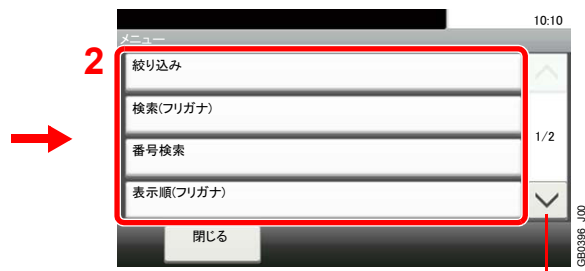 10:10
メニュー
2
絞り込み
検索(フリガナ)
1/2
番号検索
表示順(フリガナ)
閉じる
GB0396_J00